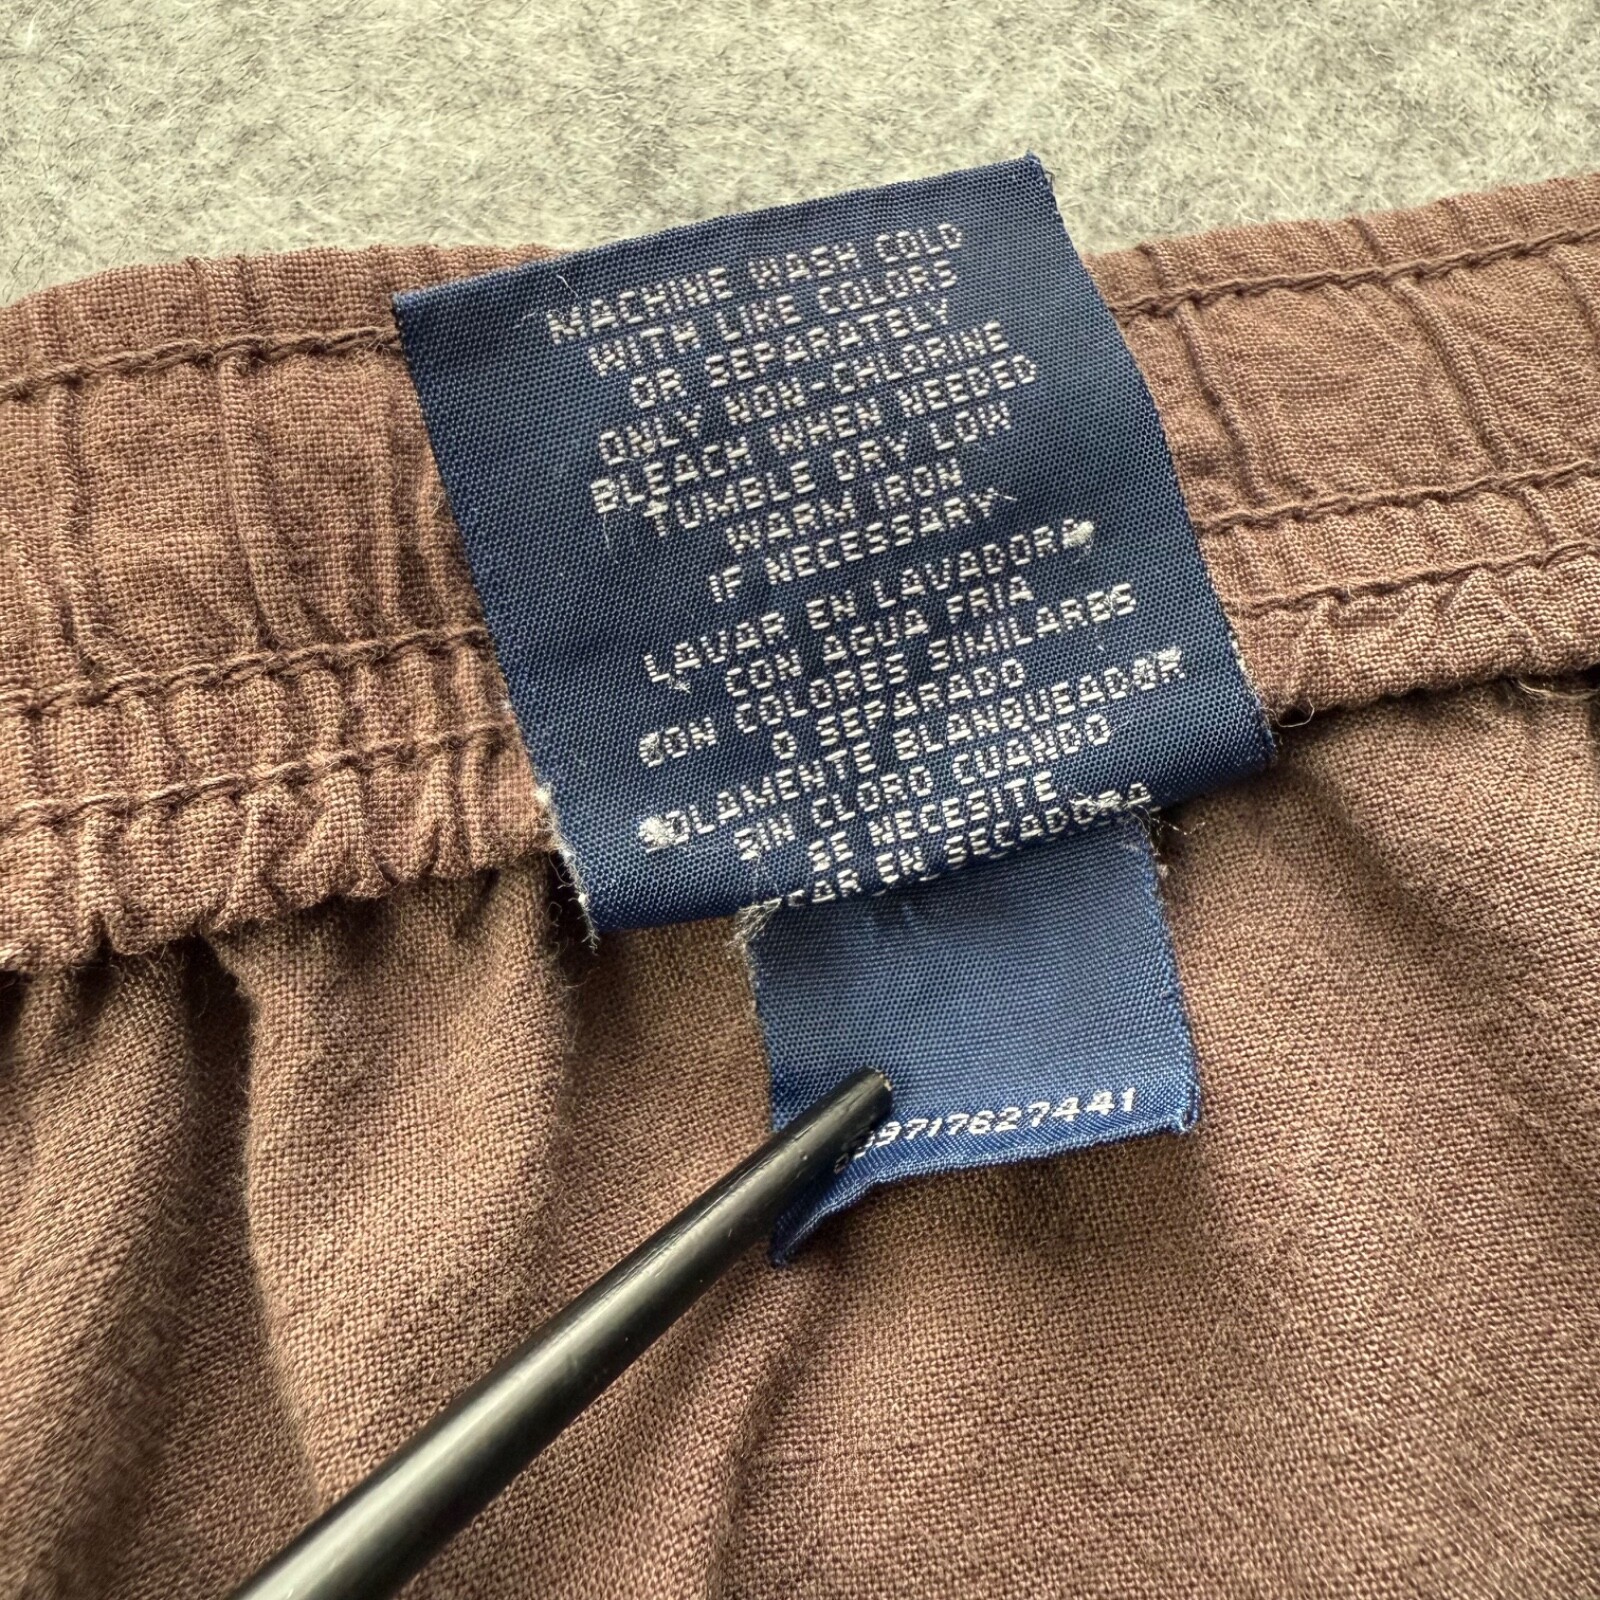 MACHINE WASH COLD
WITH LIKE COLORS
OR SEPARATELY
ONLY NON-CHLORINE
BLEACH WHEN NEEDED
TUMBLE DRY LOW
WARM IRON
IF NECESSARY
LAVAR EN LAVADORA
CON AGUA FRIA
CON COLORES SIMILARES
O SEPARADO
SOLAMENTE BLANQUEADOR
SIN CLORO CUANDO
SE NECESITE
EN SECADORA